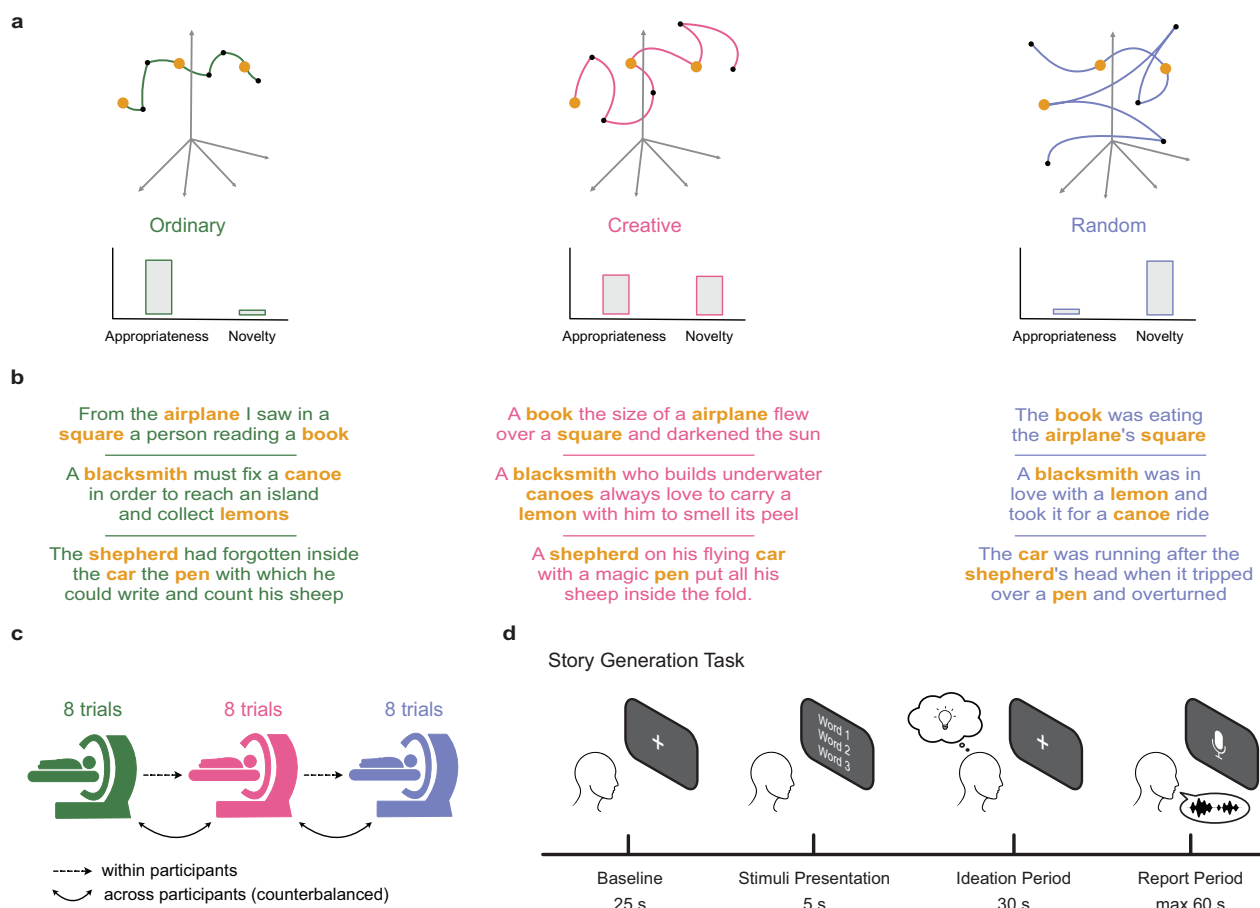 a
Ordinary
Creative
Random
Appropriateness Novelty
Appropriateness Novelty
Appropriateness Novelty
b
From the airplane I saw in a
square a person reading a book
A blacksmith must fix a canoe
in order to reach an island
and collect lemons
The shepherd had forgotten inside
the car the pen with which he
could write and count his sheep
A book the size of a airplane flew
over a square and darkened the sun
A blacksmith who builds underwater
canoes always love to carry a
lemon with him to smell its peel
A shepherd on his flying car
with a magic pen put all his
sheep inside the fold.
The book was eating
the airplane's square
A blacksmith was in
love with a lemon and
took it for a canoe ride
The car was running after the
shepherd's head when it tripped
over a pen and overturned
c
8 trials
8 trials
8 trials
within participants
across participants (counterbalanced)
d
Story Generation Task
Word 1
Word 2
Word 3
Baseline
Stimuli Presentation
Ideation Period
Report Period
25 s
5 s
30 s
max 60 s